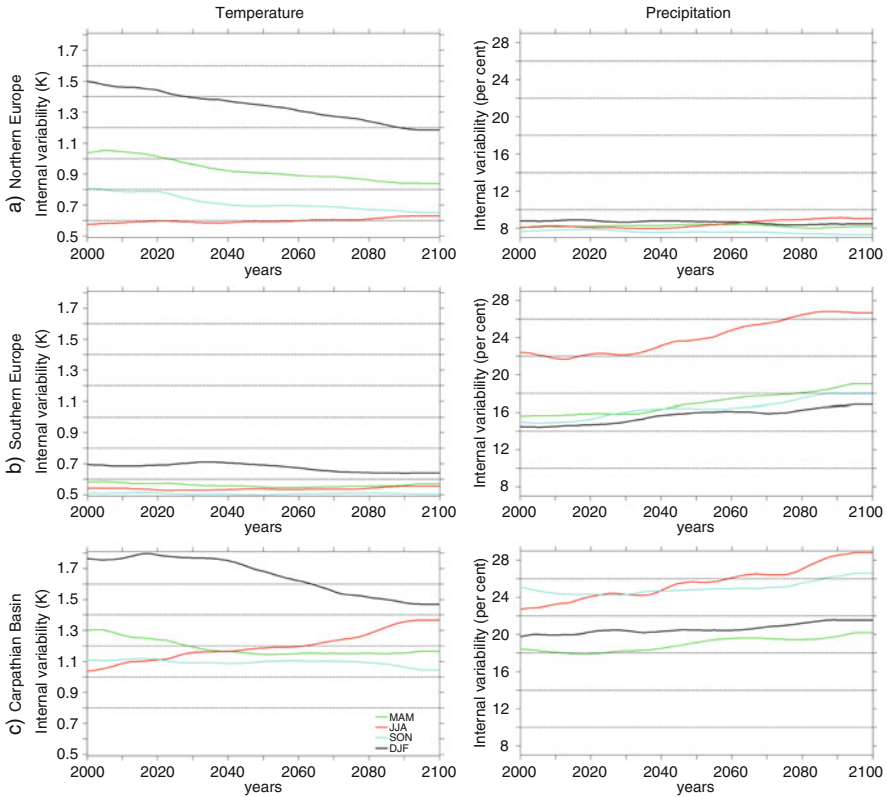 Temperature
Precipitation
a) Northern Europe
Internal variability (K)
1.7
1.5
1.3
1.1
0.9
0.7
0.5
2000 2020 2040 2060 2080 2100
years
Internal variability (per cent)
28
24
20
16
12
8
2000 2020 2040 2060 2080 2100
years
b) Southern Europe
Internal variability (K)
1.7
1.5
1.3
1.1
0.9
0.7
0.5
2000 2020 2040 2060 2080 2100
years
Internal variability (per cent)
28
24
20
16
12
8
2000 2020 2040 2060 2080 2100
years
c) Carpathian Basin
Internal variability (K)
1.7
1.5
1.3
1.1
0.9
0.7
0.5
MAM
JJA
SON
DJF
2000 2020 2040 2060 2080 2100
years
Internal variability (per cent)
28
24
20
16
12
8
2000 2020 2040 2060 2080 2100
years